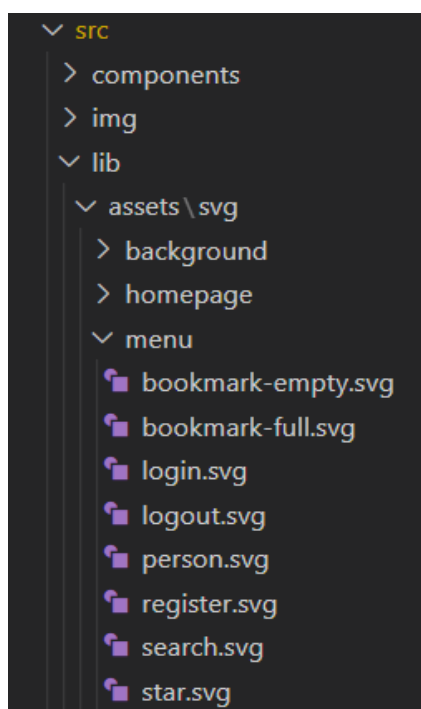 src
components
img
lib
assets\svg
background
homepage
menu
bookmark-empty.svg
bookmark-full.svg
login.svg
logout.svg
person.svg
register.svg
search.svg
star.svg